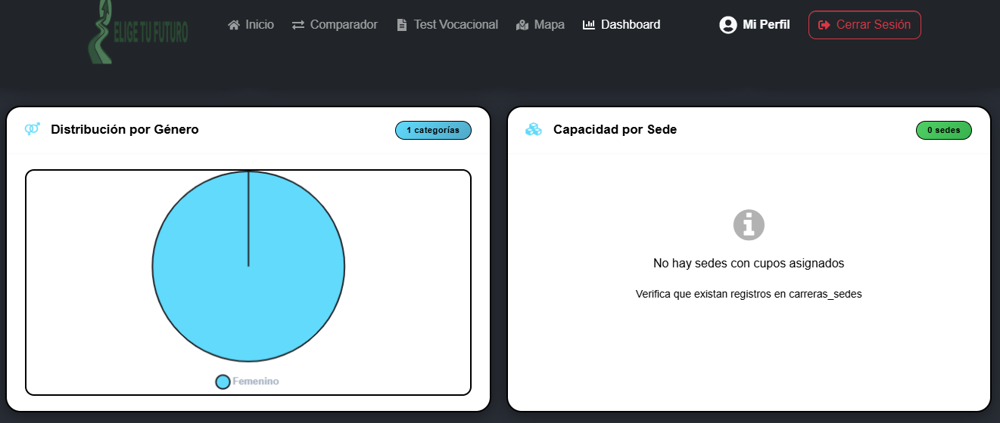 ELIGE TU FUTURO
Inicio Comparador Test Vocacional Mapa Dashboard Mi Perfil Cerrar Sesión
Distribución por Género 1 categorías
Femenino
Capacidad por Sede 0 sedes
No hay sedes con cupos asignados
Verifica que existan registros en carreras_sedes